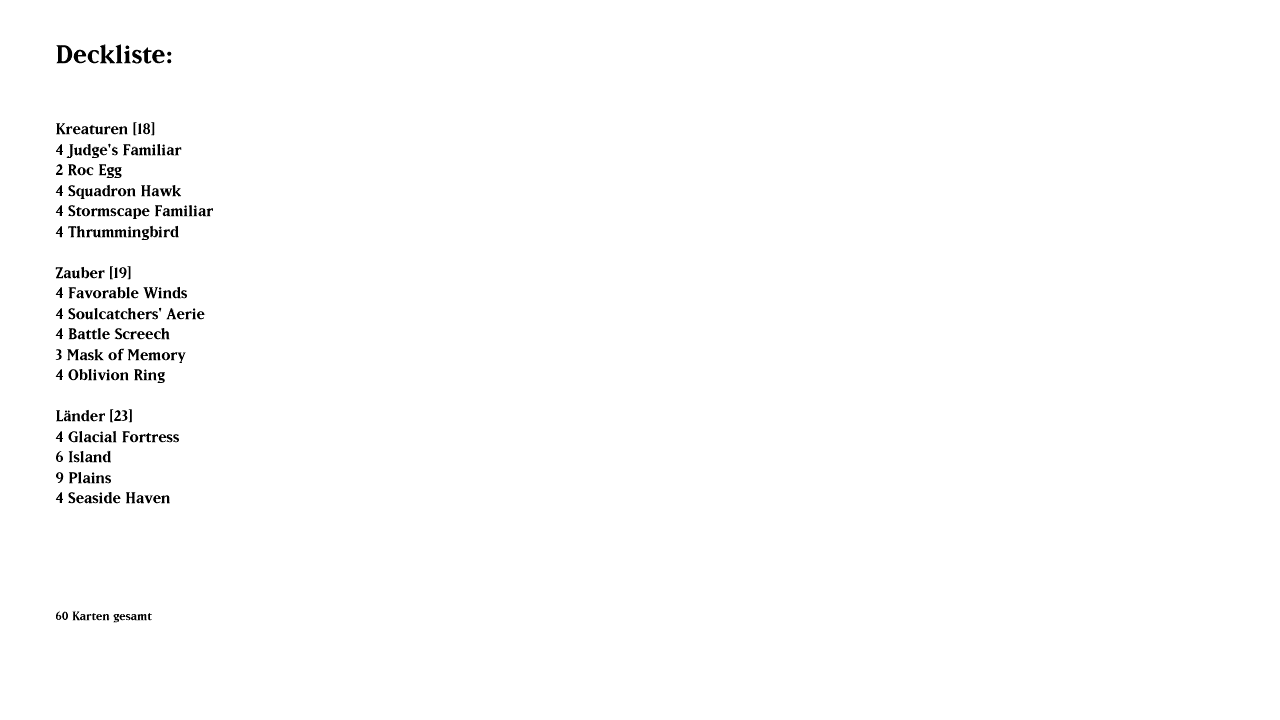 Deckliste:
Kreaturen [18]
4 Judge's Familiar
2 Roc Egg
4 Squadron Hawk
4 Stormscape Familiar
4 Thrummingbird
Zauber [19]
4 Favorable Winds
4 Soulcatchers' Aerie
4 Battle Screech
3 Mask of Memory
4 Oblivion Ring
Länder [23]
4 Glacial Fortress
6 Island
9 Plains
4 Seaside Haven
60 Karten gesamt